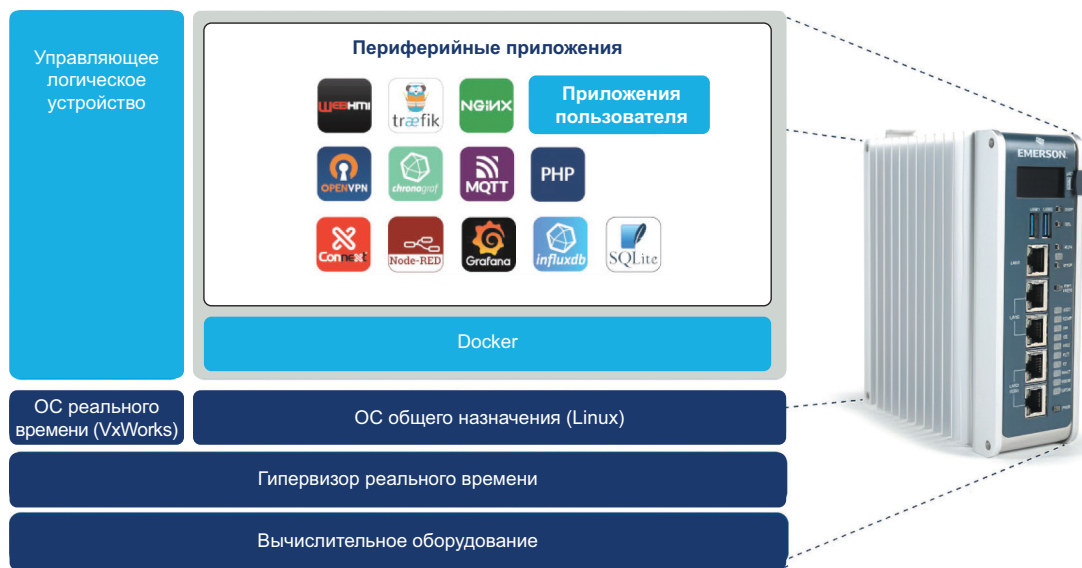 Управляющее
логическое
устройство
Периферийные приложения
WEBHMI
træfik
NGINX
Приложения
пользователя
OPENVPN
chronograf
MQTT
PHP
Connext
Node-RED
Grafana
influxdb
SQLite
Docker
ОС реального
времени (VxWorks)
ОС общего назначения (Linux)
Гипервизор реального времени
Вычислительное оборудование
EMERSON